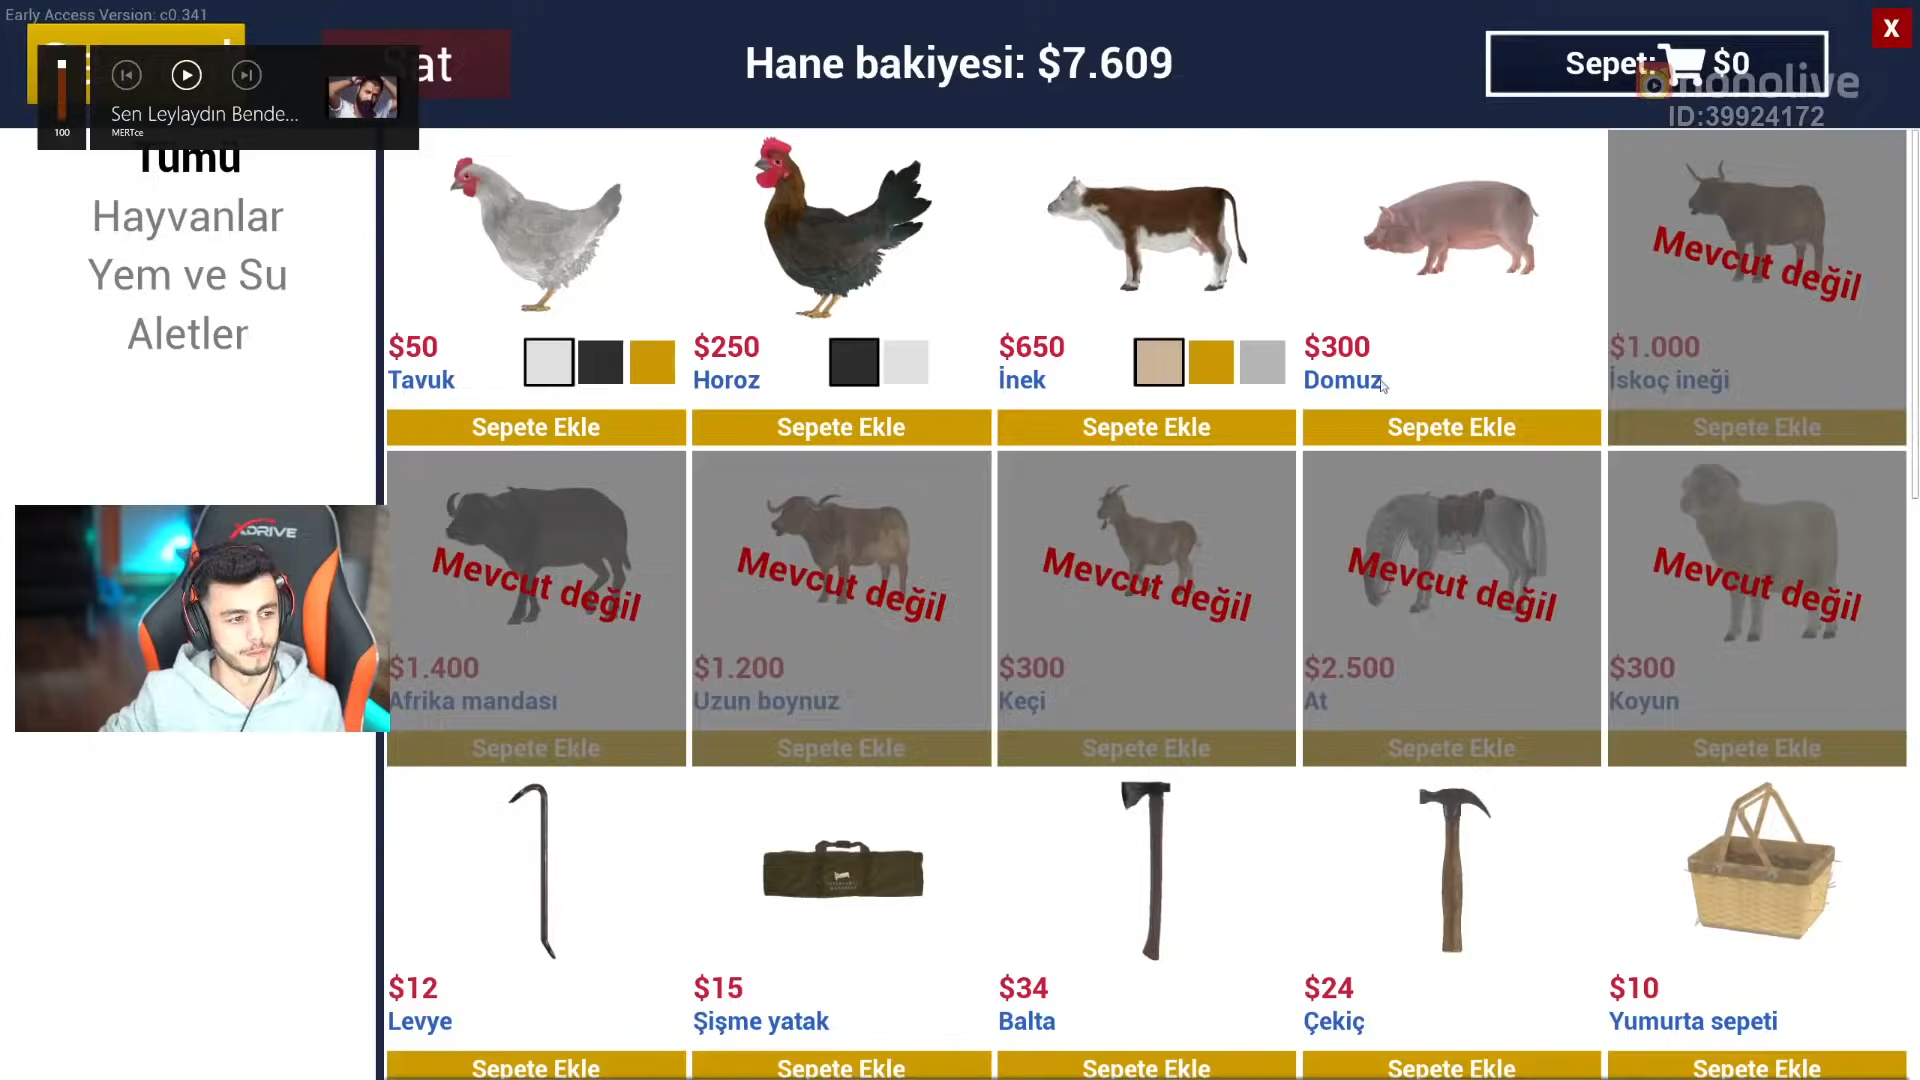 Early Access Version: c0.341
Hane bakiyesi: $7.609
Sepet: $0
X
nonolive
ID:39924172
Sen Leylaydın Bende...
MERTce
100
Tümü
Hayvanlar
Yem ve Su
Aletler
$50
Tavuk
Sepete Ekle
$250
Horoz
Sepete Ekle
$650
İnek
Sepete Ekle
$300
Domuz
Sepete Ekle
Mevcut değil
$1.000
İskoç ineği
Sepete Ekle
Mevcut değil
$1.400
Afrika mandası
Sepete Ekle
Mevcut değil
$1.200
Uzun boynuz
Sepete Ekle
Mevcut değil
$300
Keçi
Sepete Ekle
Mevcut değil
$2.500
At
Sepete Ekle
Mevcut değil
$300
Koyun
Sepete Ekle
XDRIVE
$12
Levye
Sepete Ekle
$15
Şişme yatak
Sepete Ekle
$34
Balta
Sepete Ekle
$24
Çekiç
Sepete Ekle
$10
Yumurta sepeti
Sepete Ekle